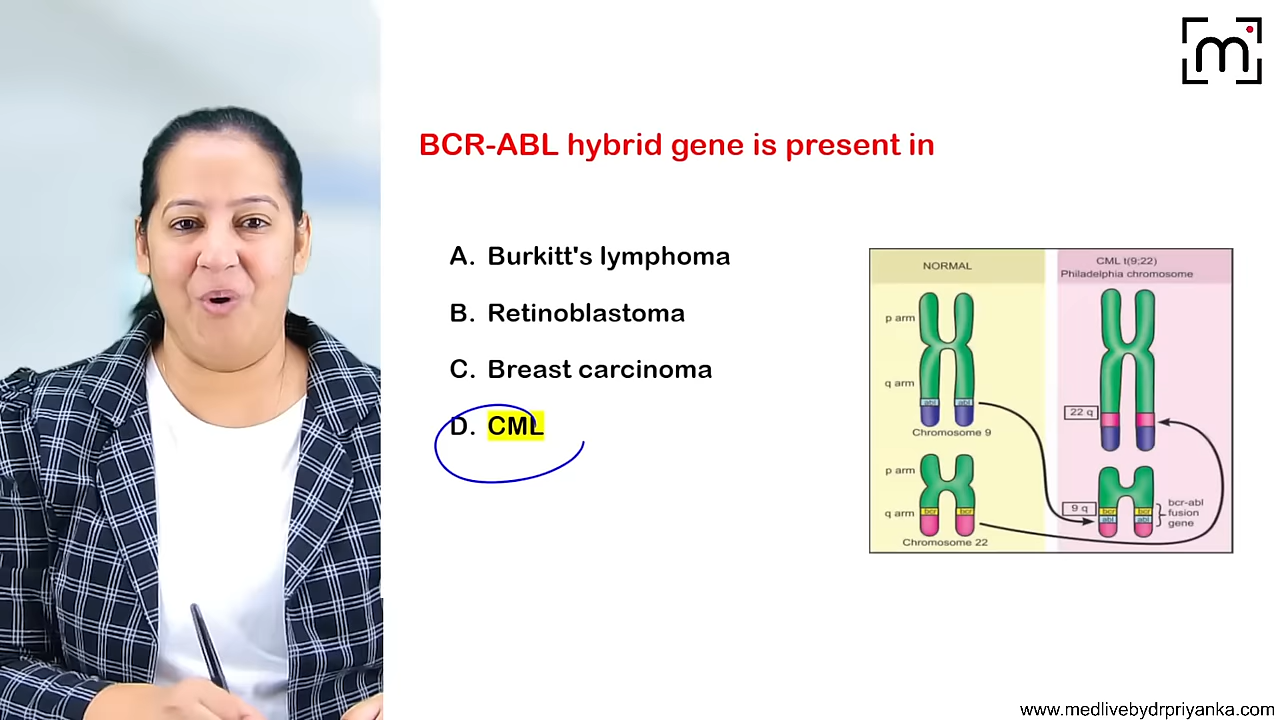 m
BCR-ABL hybrid gene is present in
A. Burkitt's lymphoma
B. Retinoblastoma
C. Breast carcinoma
D. CML
NORMAL
CML t(9;22)
Philadelphia chromosome
p arm
q arm
abl abl
Chromosome 9
22 q
p arm
q arm
bcr bcr
Chromosome 22
9 q
bcr bcr
abl abl
bcr-abl
fusion
gene
www.medlivebydrpriyanka.com